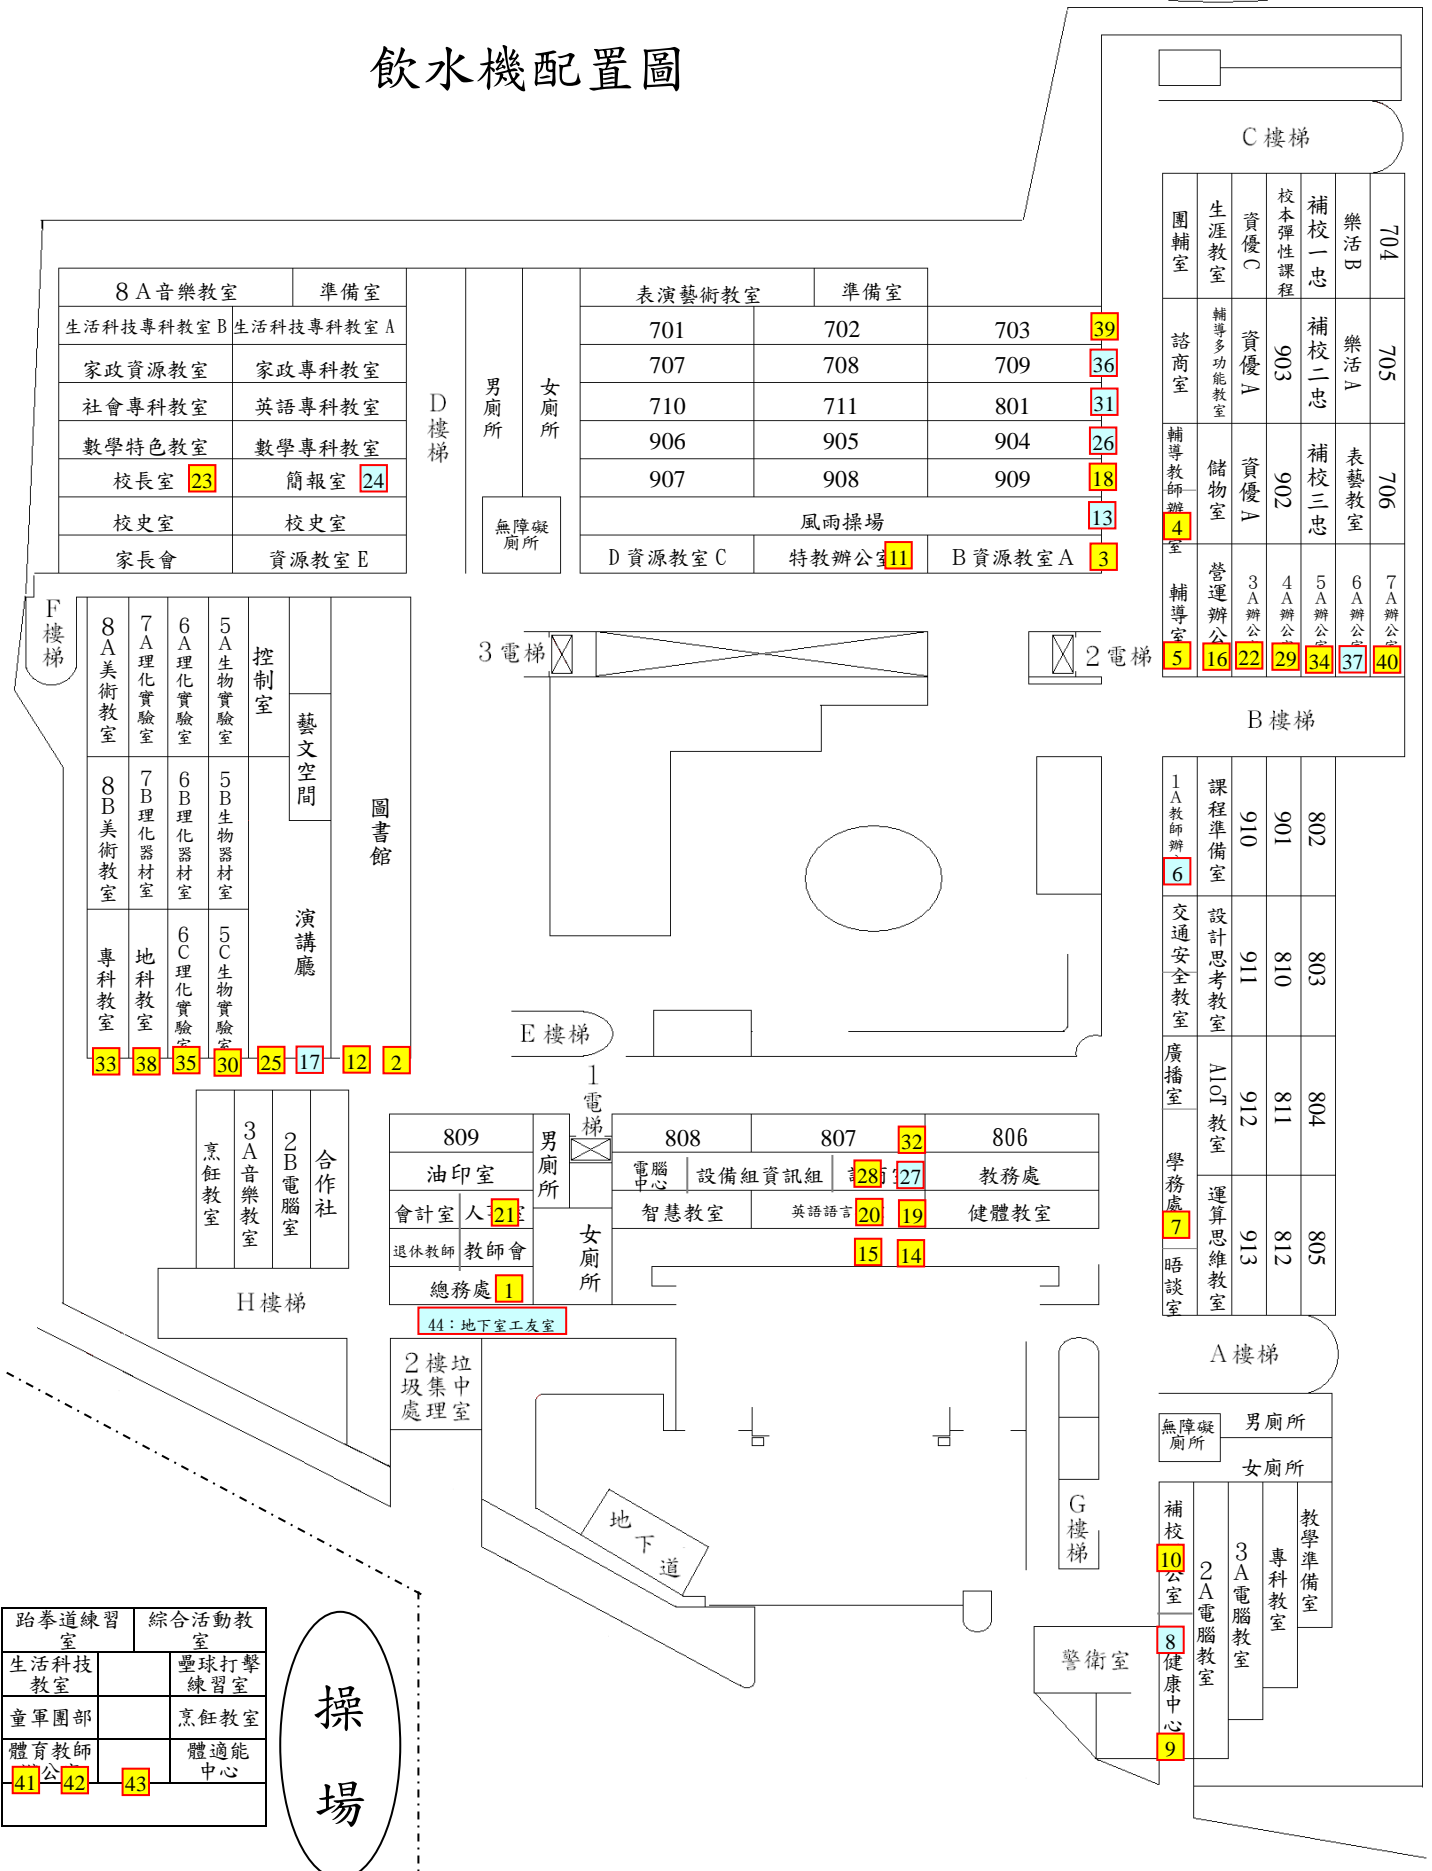 飲水機配置圖
C樓梯
團輔室
生涯教室
資優C
校本彈性課程
補校一忠
樂活B
704
諮商室
輔導多功能教室
資優A
903
補校二忠
樂活A
705
輔導教師辦
室
4
儲物室
資優A
902
補校三忠
表藝教室
706
輔導室
5
營運辦公
16
3A辦公
22
4A辦公
29
5A辦公
34
6A辦公
37
7A辦公
40
8A音樂教室 準備室
生活科技專科教室B 生活科技專科教室A
家政資源教室 家政專科教室
社會專科教室 英語專科教室
數學特色教室 數學專科教室
校長室 23 簡報室 24
校史室 校史室
家長會 資源教室E
D樓梯
男廁所
女廁所
無障礙
廁所
表演藝術教室 準備室
701 702 703 39
707 708 709 36
710 711 801 31
906 905 904 26
907 908 909 18
風雨操場 13
D資源教室C 特教辦公室 11 B資源教室A 3
F樓梯
8A美術教室
7A理化實驗室
6A理化實驗室
5A生物實驗室
控制室
藝文空間
圖書館
8B美術教室
7B理化器材室
6B理化器材室
5B生物器材室
演講廳
專科教室
地科教室
6C理化實驗室
5C生物實驗室
33 38 35 30 25 17 12 2
3電梯
2電梯
B樓梯
1A教師辦
6
課程準備室
910
901
802
交通安全教室
設計思考教室
911
810
803
廣播室
AIoT教室
912
811
804
學務處
7
晤談室
運算思維教室
913
812
805
E樓梯
1電梯
烹飪教室
3A音樂教室
2B電腦室
合作社
H樓梯
809
油印室
會計室 人 室 21
退休教師 教師會
總務處 1
男廁所
女廁所
44：地下室工友室
808 807 32 806
電腦
中心
設備組資訊組 28 27 教務處
智慧教室 英語語言 20 19 健體教室
15 14
2樓垃
圾集中
處理室
A樓梯
無障礙
廁所
男廁所
女廁所
G樓梯
地下道
警衛室
補校
10
公室
8
健康中心
9
2A電腦教室
3A電腦教室
專科教室
教學準備室
跆拳道練習
室
綜合活動教
室
生活科技
教室
壘球打擊
練習室
童軍團部 烹飪教室
體育教師
公
體適能
中心
41 42 43
操場